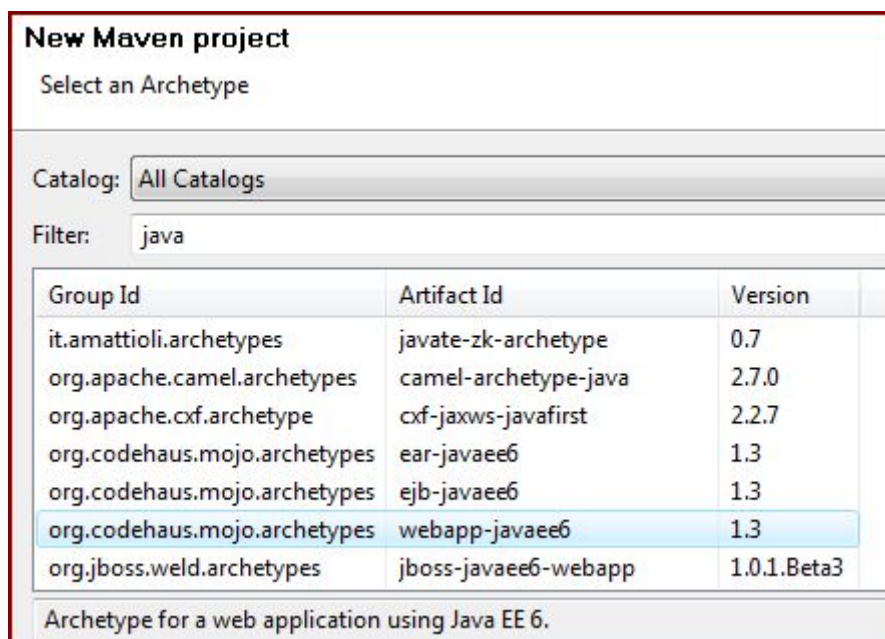 New Maven project
Select an Archetype
Catalog: All Catalogs
Filter: java
Group Id Artifact Id Version
it.amattioli.archetypes javate-zk-archetype 0.7
org.apache.camel.archetypes camel-archetype-java 2.7.0
org.apache.cxf.archetype cxf-jaxws-javafirst 2.2.7
org.codehaus.mojo.archetypes ear-javaee6 1.3
org.codehaus.mojo.archetypes ejb-javaee6 1.3
org.codehaus.mojo.archetypes webapp-javaee6 1.3
org.jboss.weld.archetypes jboss-javaee6-webapp 1.0.1.Beta3
Archetype for a web application using Java EE 6.